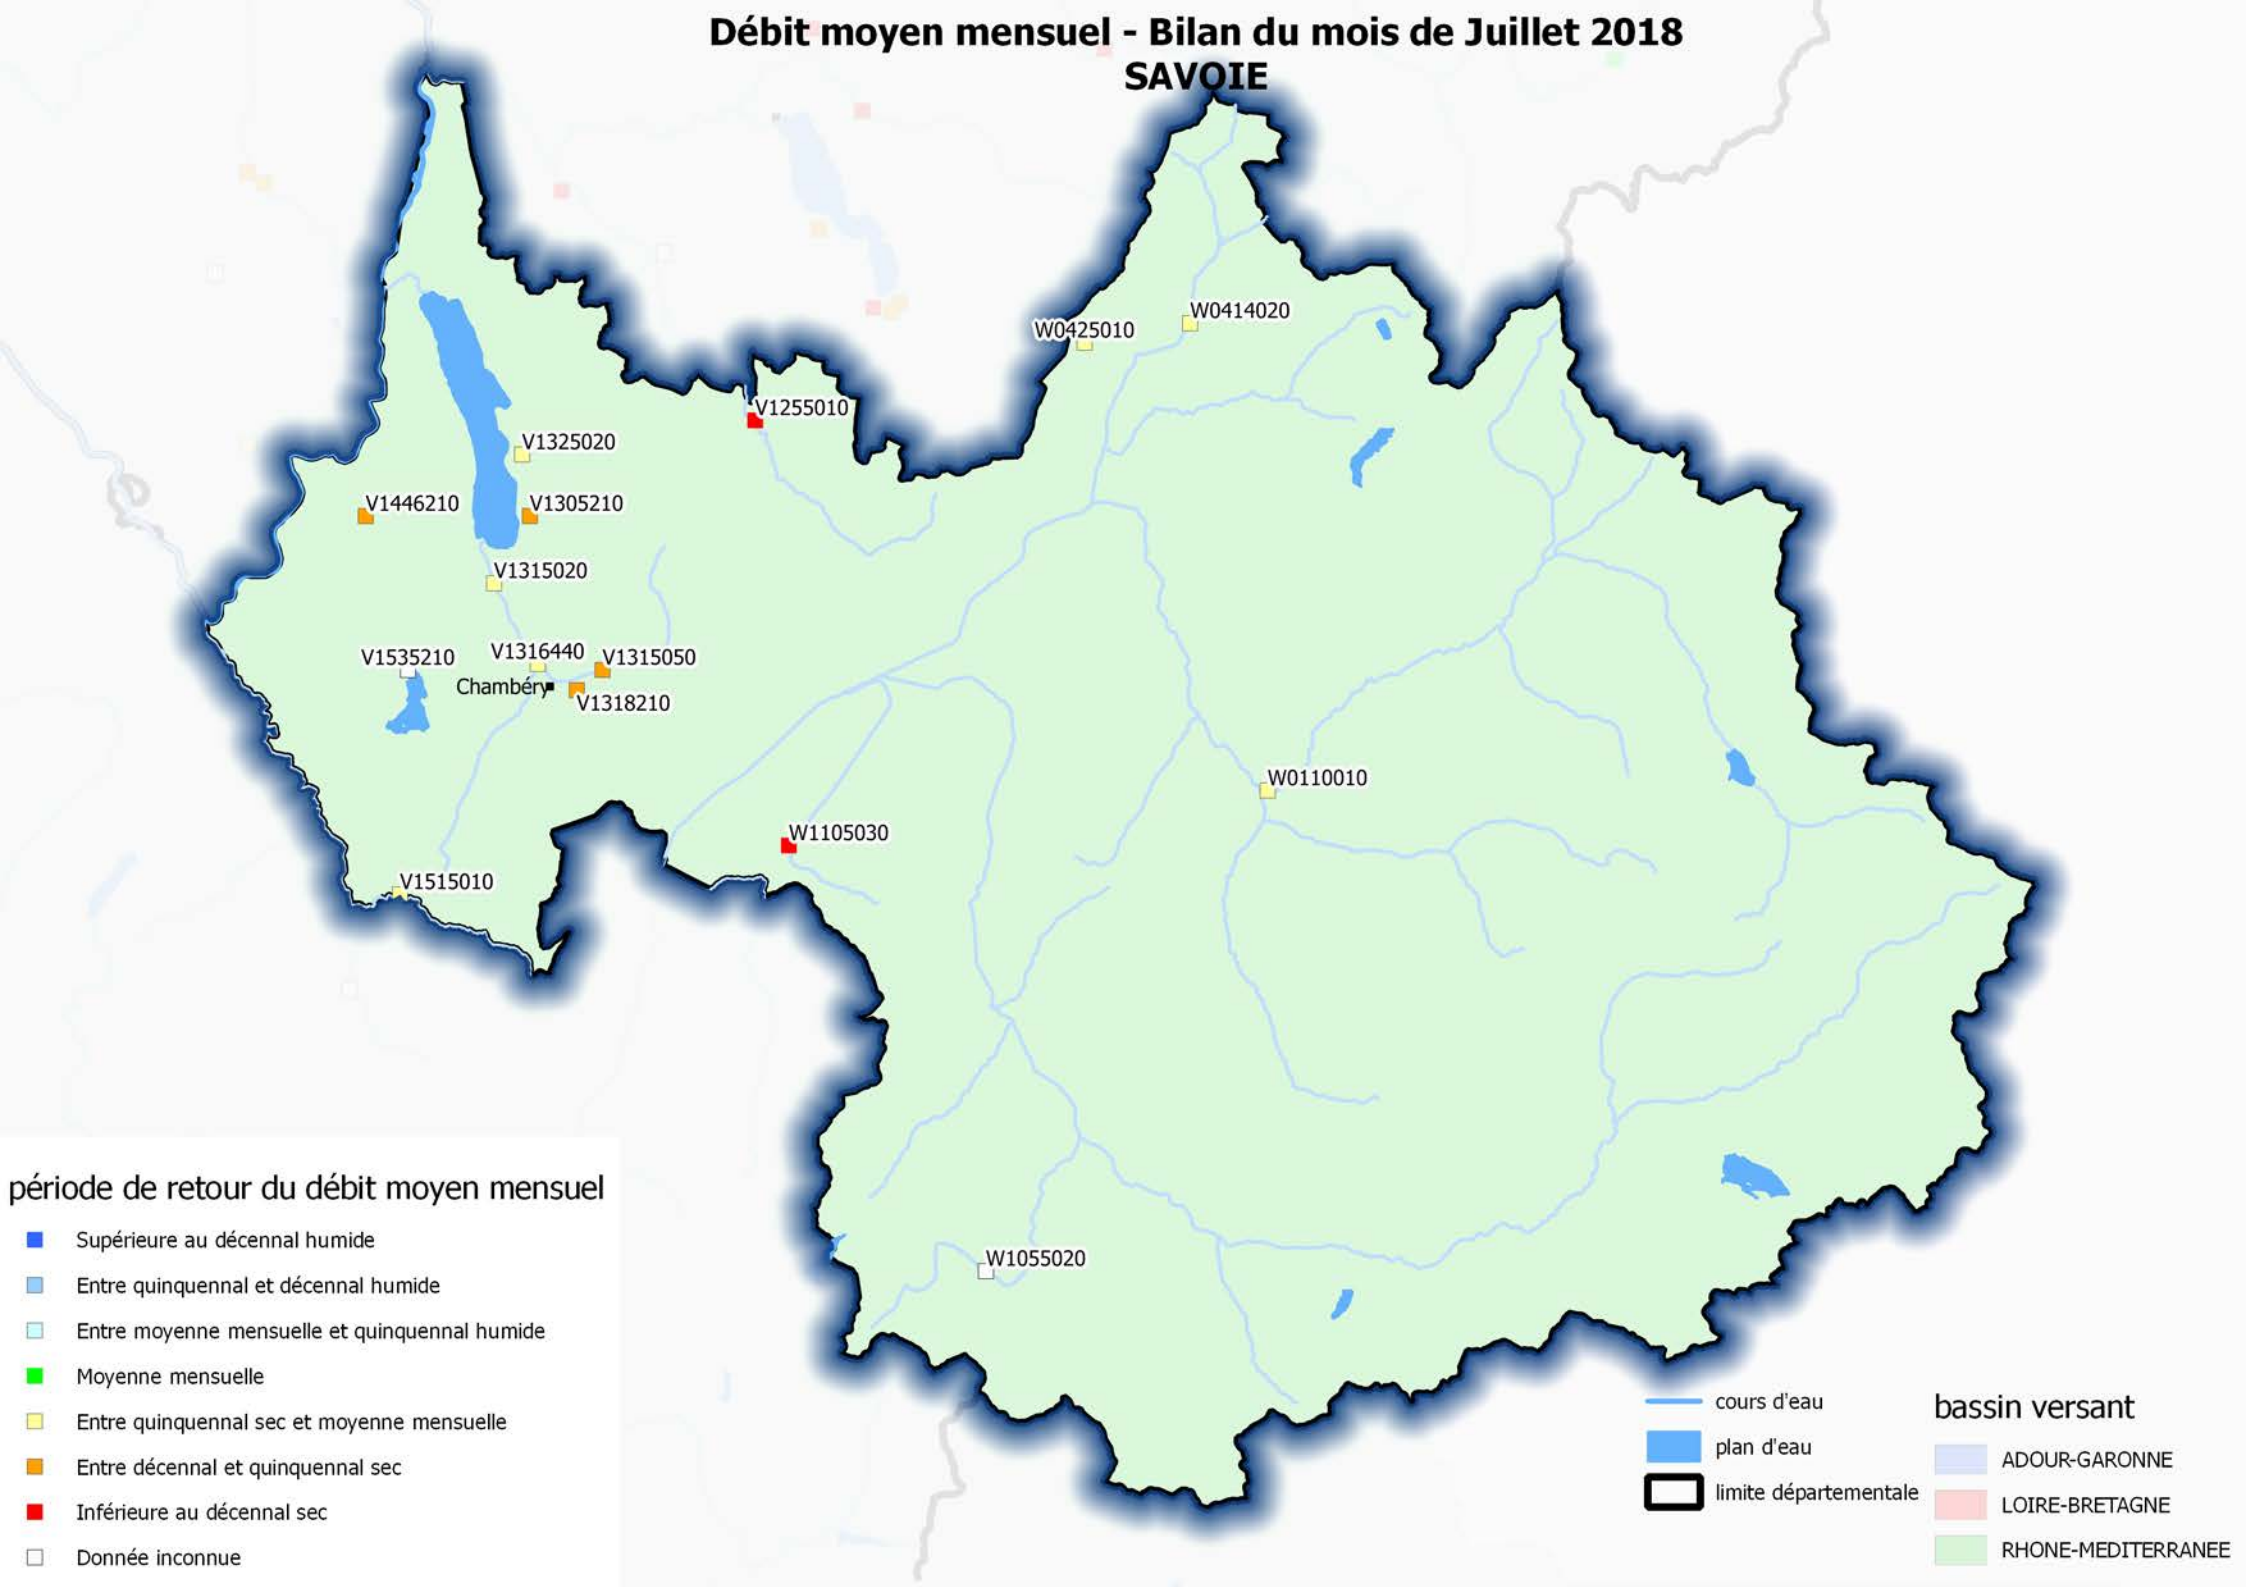 Débit moyen mensuel - Bilan du mois de Juillet 2018
SAVOIE
W0414020
W0425010
V1255010
V1325020
V1446210
V1305210
V1315020
V1316440
V1535210
V1315050
Chambéry
V1318210
W0110010
W1105030
V1515010
W1055020
période de retour du débit moyen mensuel
Supérieure au décennal humide
Entre quinquennal et décennal humide
Entre moyenne mensuelle et quinquennal humide
Moyenne mensuelle
Entre quinquennal sec et moyenne mensuelle
Entre décennal et quinquennal sec
Inférieure au décennal sec
Donnée inconnue
cours d'eau
plan d'eau
limite départementale
bassin versant
ADOUR-GARONNE
LOIRE-BRETAGNE
RHONE-MEDITERRANEE